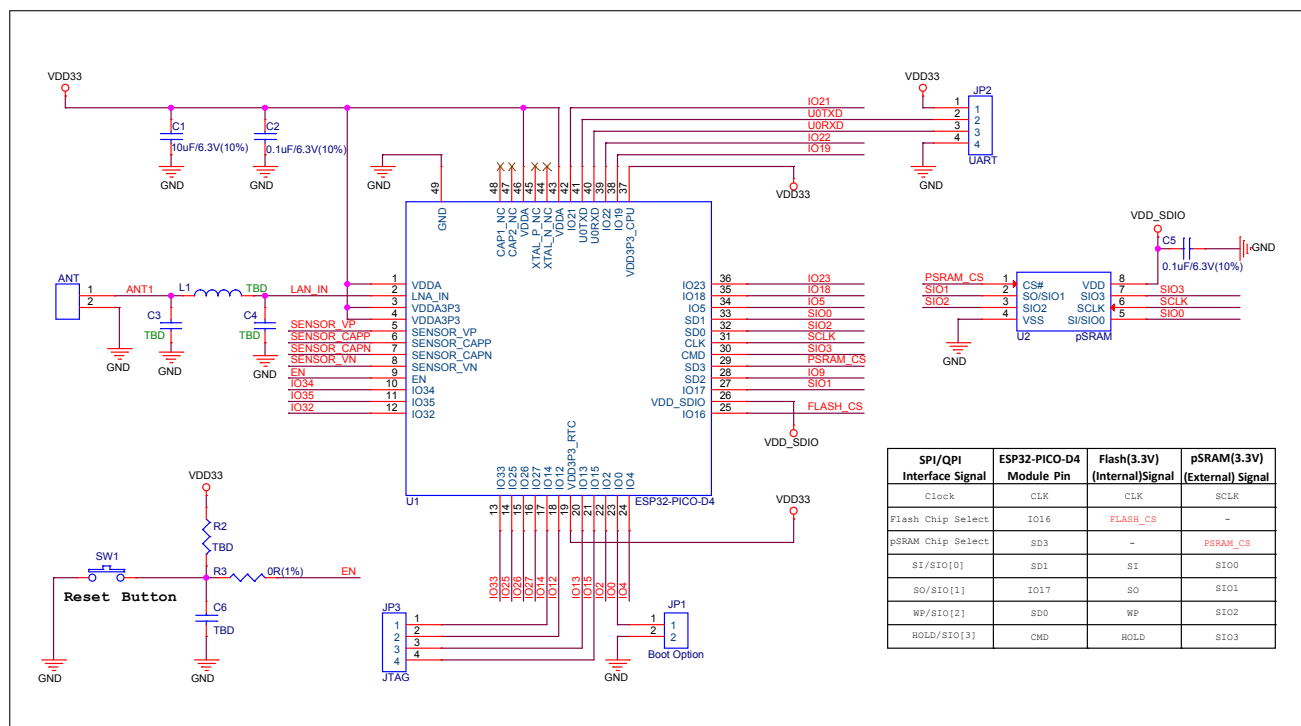 VDD33
C1
10uF/6.3V(10%)
GND
C2
0.1uF/6.3V(10%)
GND
GND
49
GND
48
47
46
45
44
43
42
41
40
39
38
37
CAP1_NC
CAP2_NC
VDDA
XTAL_P_NC
XTAL_N_NC
VDDA
IO21
U0TXD
U0RXD
IO22
IO19
VDD3P3_CPU
IO21
U0TXD
U0RXD
IO22
IO19
VDD33
VDD33
JP2
1 1
2 2
3 3
4 4
UART
GND
ANT
1
2
ANT1
L1
TBD
LAN_IN
C3
TBD
C4
TBD
GND
GND
GND
1 VDDA
2 LNA_IN
3 VDDA3P3
4 VDDA3P3
SENSOR_VP 5 SENSOR_VP
SENSOR_CAPP 6 SENSOR_CAPP
SENSOR_CAPN 7 SENSOR_CAPN
SENSOR_VN 8 SENSOR_VN
EN 9 EN
IO34 10 IO34
IO35 11 IO35
IO32 12 IO32
IO23 36 IO23
IO18 35 IO18
IO5 34 IO5
SD1 33 SIO0
SD0 32 SIO2
CLK 31 SCLK
CMD 30 SIO3
SD3 29 PSRAM_CS
SD2 28 IO9
IO17 27 SIO1
VDD_SDIO 26
IO16 25 FLASH_CS
VDD_SDIO
IO33
IO25
IO26
IO27
IO14
IO12
VDD3P3_RTC
IO13
IO15
IO2
IO0
IO4
U1
ESP32-PICO-D4
13
14
15
16
17
18
19
20
21
22
23
24
IO33
IO25
IO26
IO27
IO14
IO12
IO13
IO15
IO2
IO0
IO4
VDD33
JP3
1 1
2 2
3 3
4 4
JTAG
JP1
1 1
2 2
Boot Option
GND
VDD_SDIO
C5
0.1uF/6.3V(10%)
GND
PSRAM_CS 1 CS#
SIO1 2 SO/SIO1
SIO2 3 SIO2
4 VSS
VDD 8
SIO3 7 SIO3
SCLK 6 SCLK
SI/SIO0 5 SIO0
U2
pSRAM
GND
VDD33
R2
TBD
SW1
Reset Button
R3
0R(1%)
EN
C6
TBD
GND
GND
SPI/QPI Interface Signal ESP32-PICO-D4 Module Pin Flash(3.3V) (Internal)Signal pSRAM(3.3V) (External) Signal
Clock CLK CLK SCLK
Flash Chip Select IO16 FLASH_CS -
pSRAM Chip Select SD3 - PSRAM_CS
SI/SIO[0] SD1 SI SIO0
SO/SIO[1] IO17 SO SIO1
WP/SIO[2] SD0 WP SIO2
HOLD/SIO[3] CMD HOLD SIO3